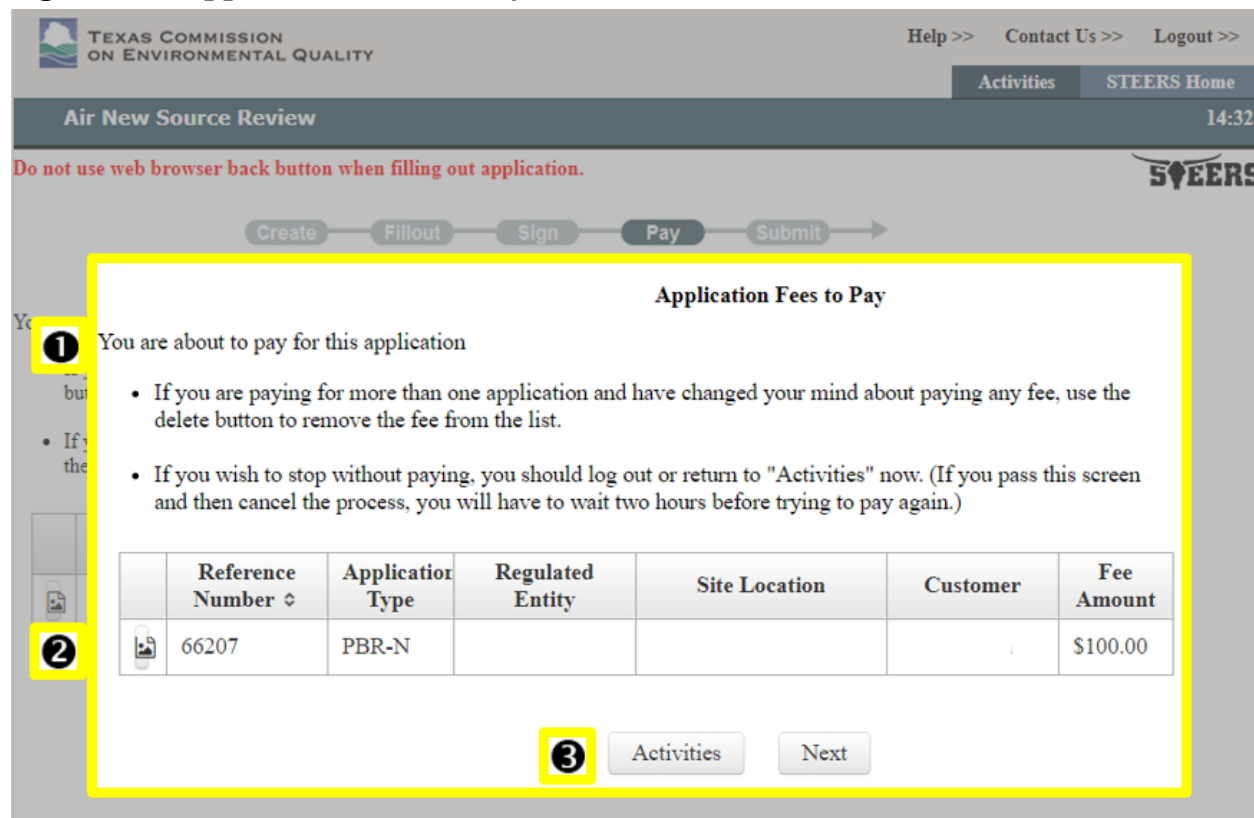 TEXAS COMMISSION
ON ENVIRONMENTAL QUALITY
Help >> Contact Us >> Logout >>
Activities STEERS Home
Air New Source Review 14:32
Do not use web browser back button when filling out application.
STEERS
Create Fillout Sign Pay Submit
Application Fees to Pay
❶ You are about to pay for this application
• If you are paying for more than one application and have changed your mind about paying any fee, use the
delete button to remove the fee from the list.
• If you wish to stop without paying, you should log out or return to "Activities" now. (If you pass this screen
and then cancel the process, you will have to wait two hours before trying to pay again.)
Reference Number Application Type Regulated Entity Site Location Customer Fee Amount
❷ 66207 PBR-N $100.00
❸ Activities Next